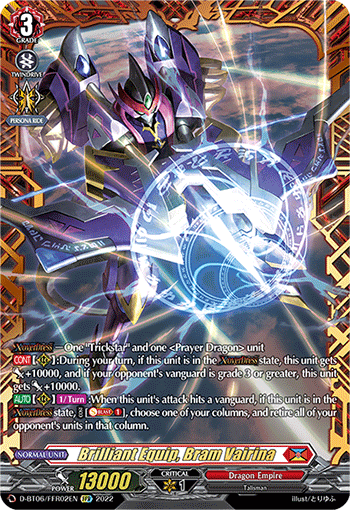 3
GRADE
TWINDRIVE
PERSONA RIDE
XoverDress — One "Trickstar" and one <Prayer Dragon> unit
CONT :During your turn, if this unit is in the XoverDress state, this unit gets
+10000, and if your opponent's vanguard is grade 3 or greater, this unit
gets +10000.
AUTO 1/Turn :When this unit's attack hits a vanguard, if this unit is in the
XoverDress state, COST [ 1 ], choose one of your columns, and retire all of your
opponent's units in that column.
NORMAL UNIT
Brilliant Equip, Bram Vairina
POWER 13000
CRITICAL
1
Dragon Empire
Talisman
D-BT06/FFR02EN FFR 2022
illust/とりゆふ